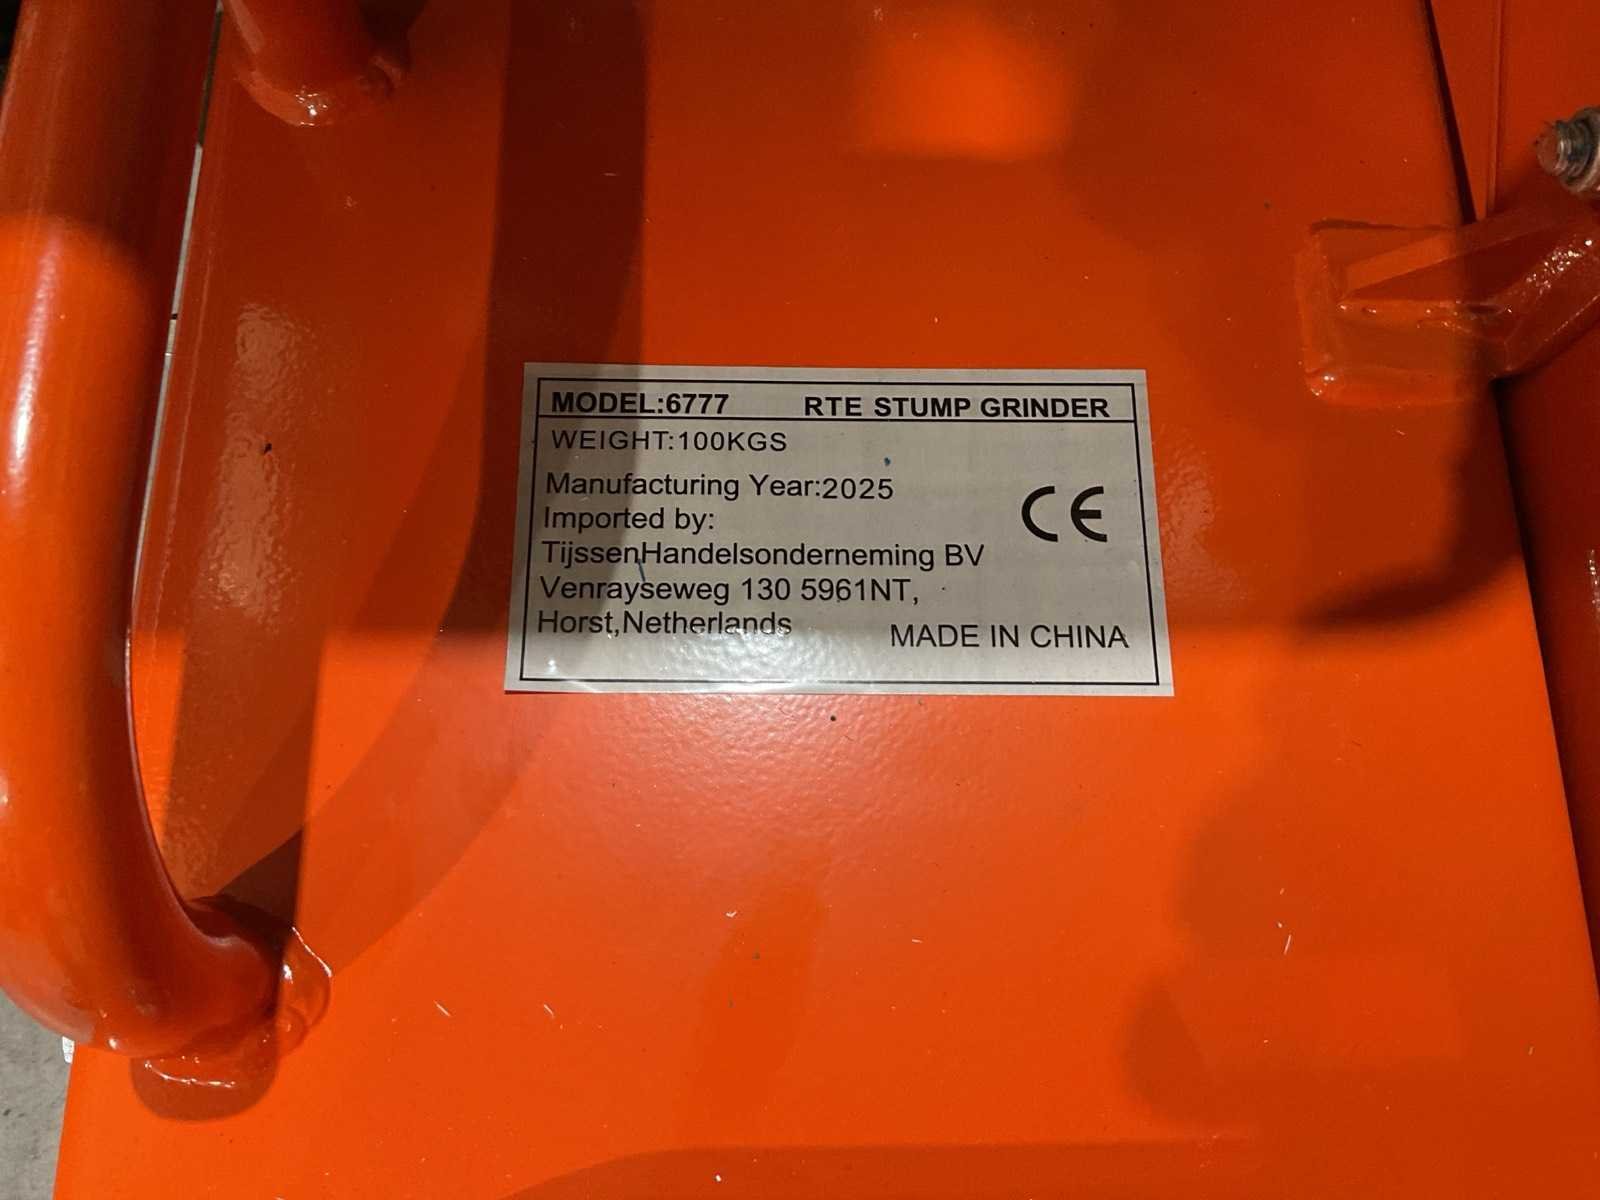 MODEL:6777 RTE STUMP GRINDER
WEIGHT:100KGS
Manufacturing Year:2025
Imported by:
TijssenHandelsonderneming BV
Venrayseweg 130 5961NT,
Horst,Netherlands
CE
MADE IN CHINA